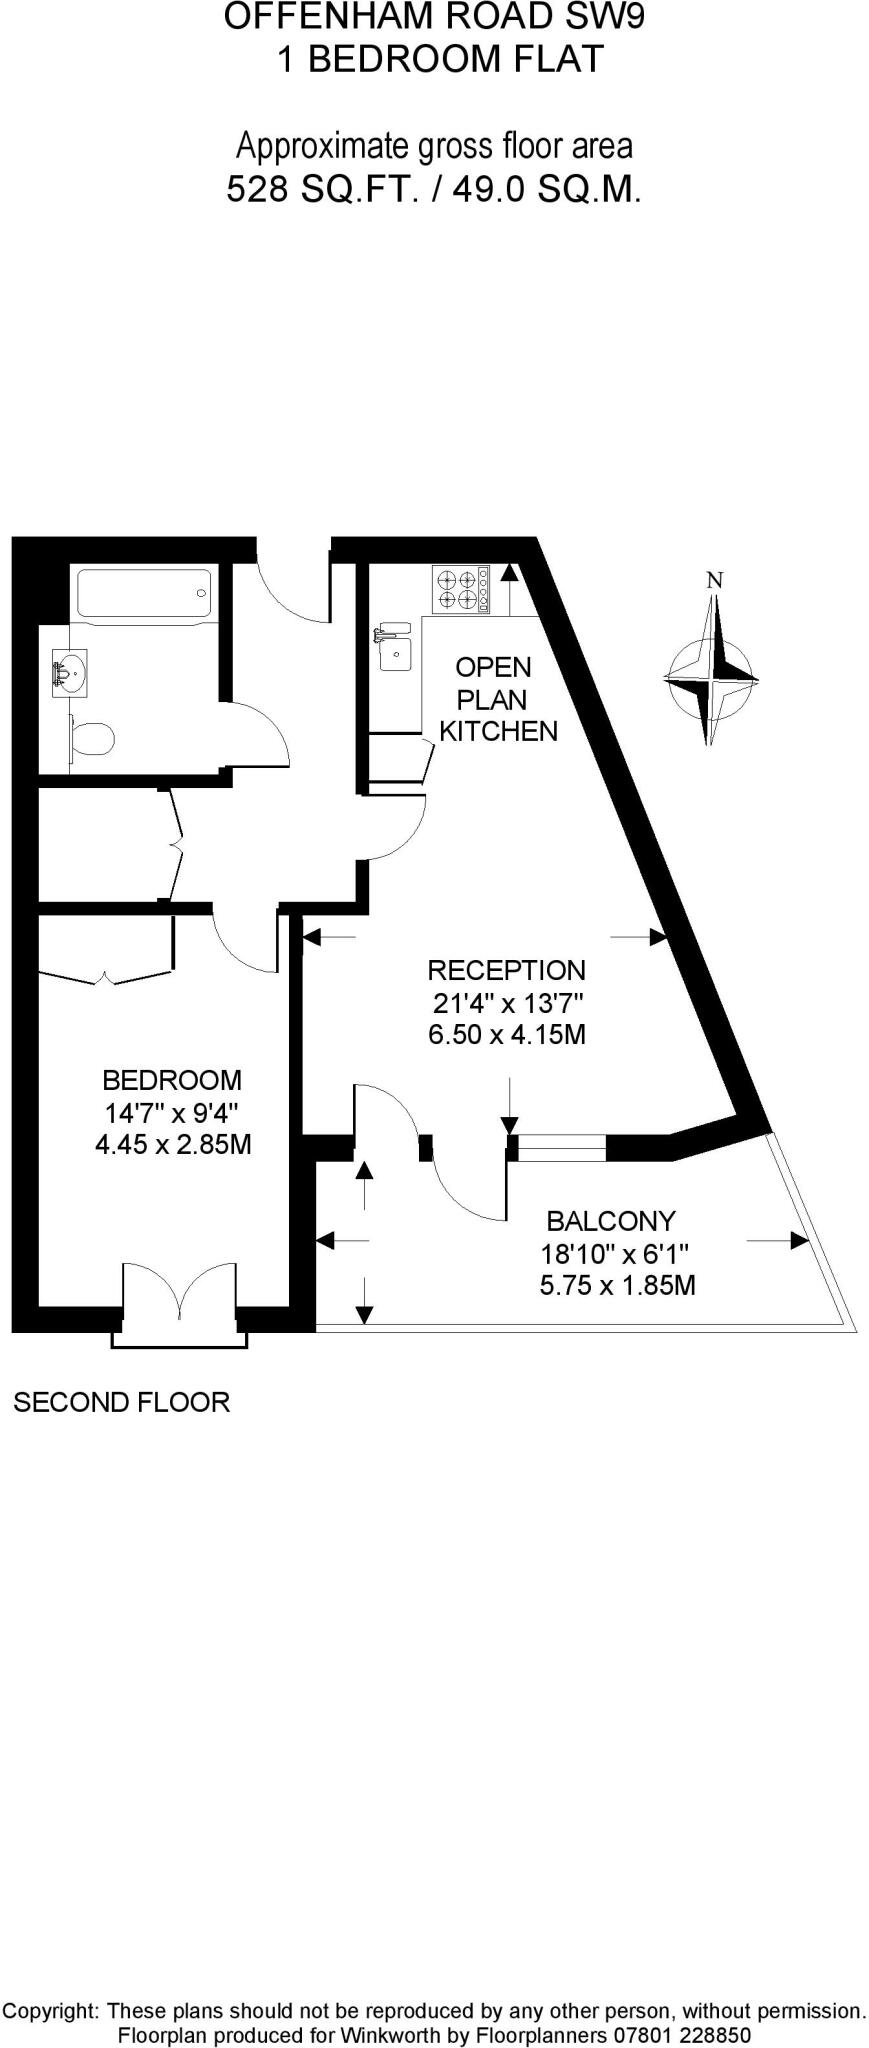 OFFENHAM ROAD SW9
1 BEDROOM FLAT
Approximate gross floor area
528 SQ.FT. / 49.0 SQ.M.
N
OPEN
PLAN
KITCHEN
RECEPTION
21'4" x 13'7"
6.50 x 4.15M
BEDROOM
14'7" x 9'4"
4.45 x 2.85M
BALCONY
18'10" x 6'1"
5.75 x 1.85M
SECOND FLOOR
Copyright: These plans should not be reproduced by any other person, without permission.
Floorplan produced for Winkworth by Floorplanners 07801 228850